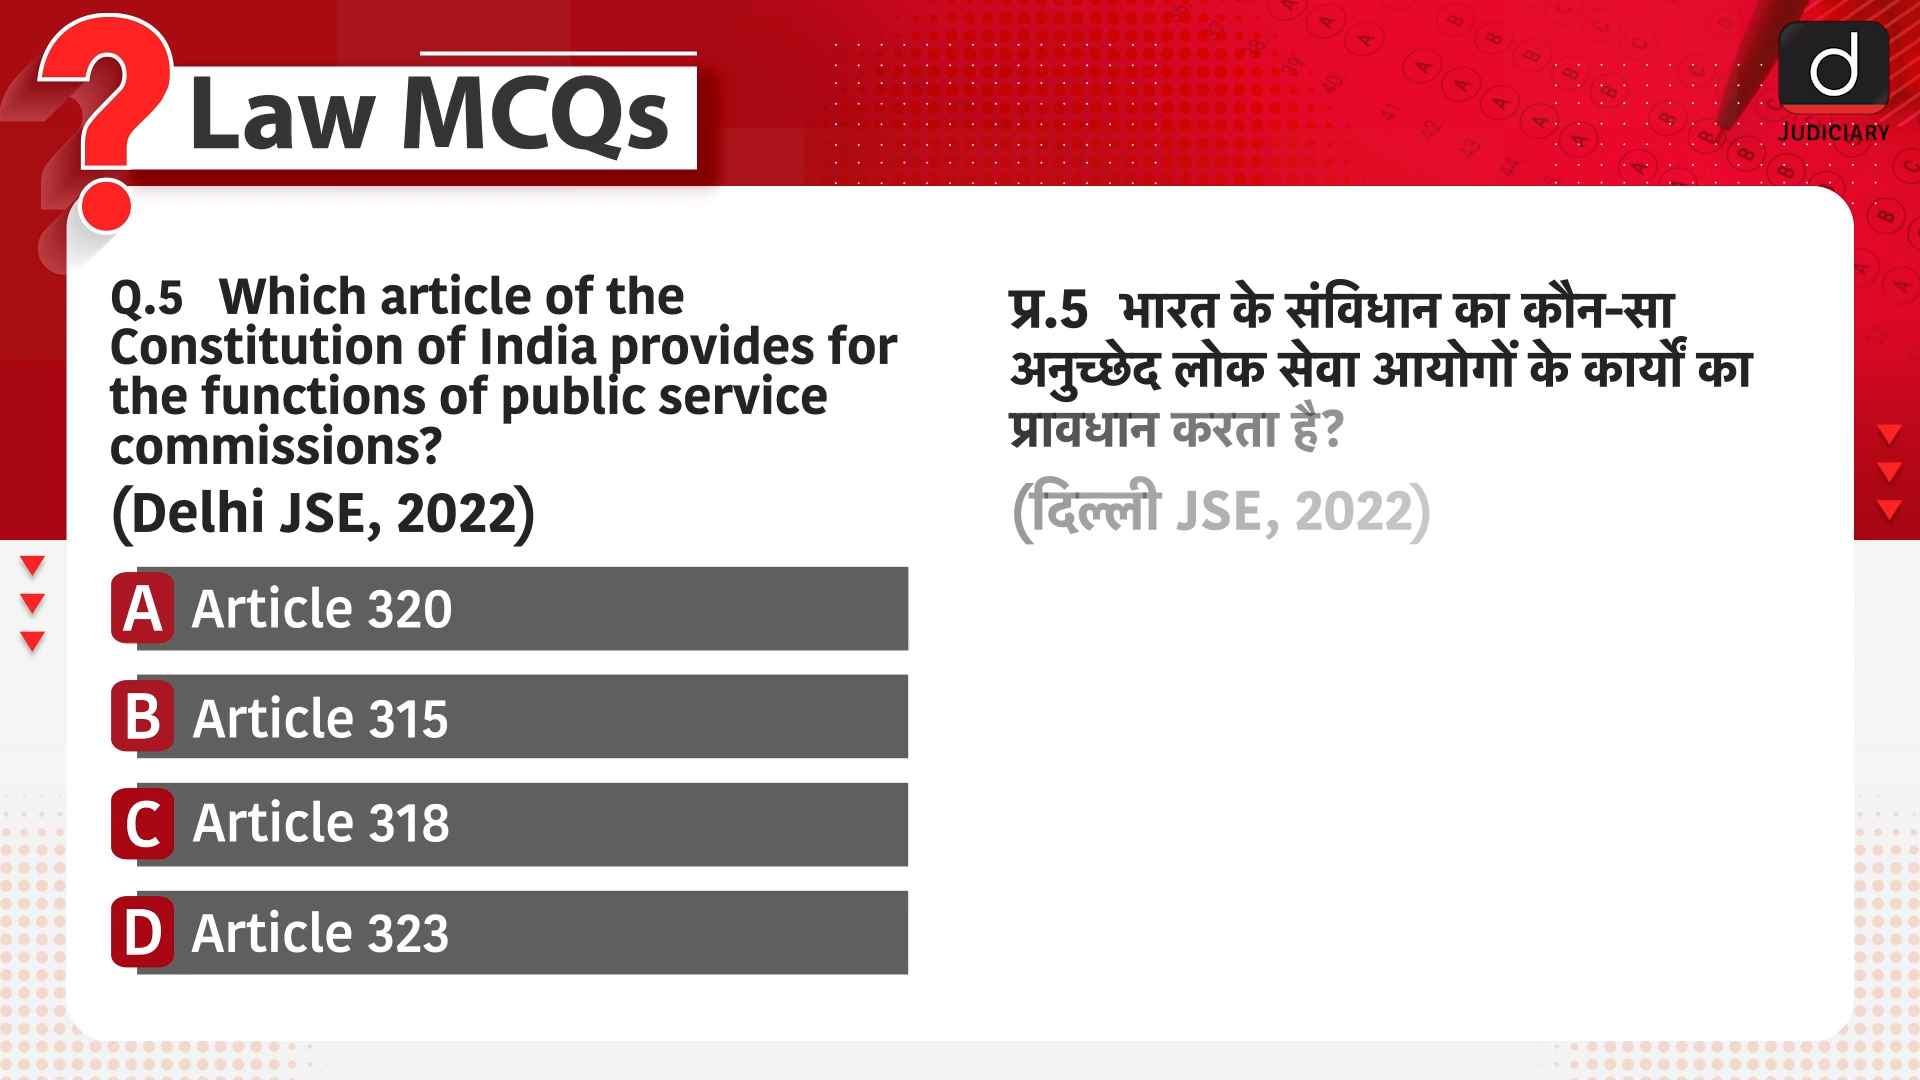 Law MCQs
JUDICIARY
Q.5 Which article of the
Constitution of India provides for
the functions of public service
commissions?
(Delhi JSE, 2022)
A Article 320
B Article 315
C Article 318
D Article 323
प्र.5 भारत के संविधान का कौन-सा
अनुच्छेद लोक सेवा आयोगों के कार्यों का
प्रावधान करता है?
(दिल्ली JSE, 2022)